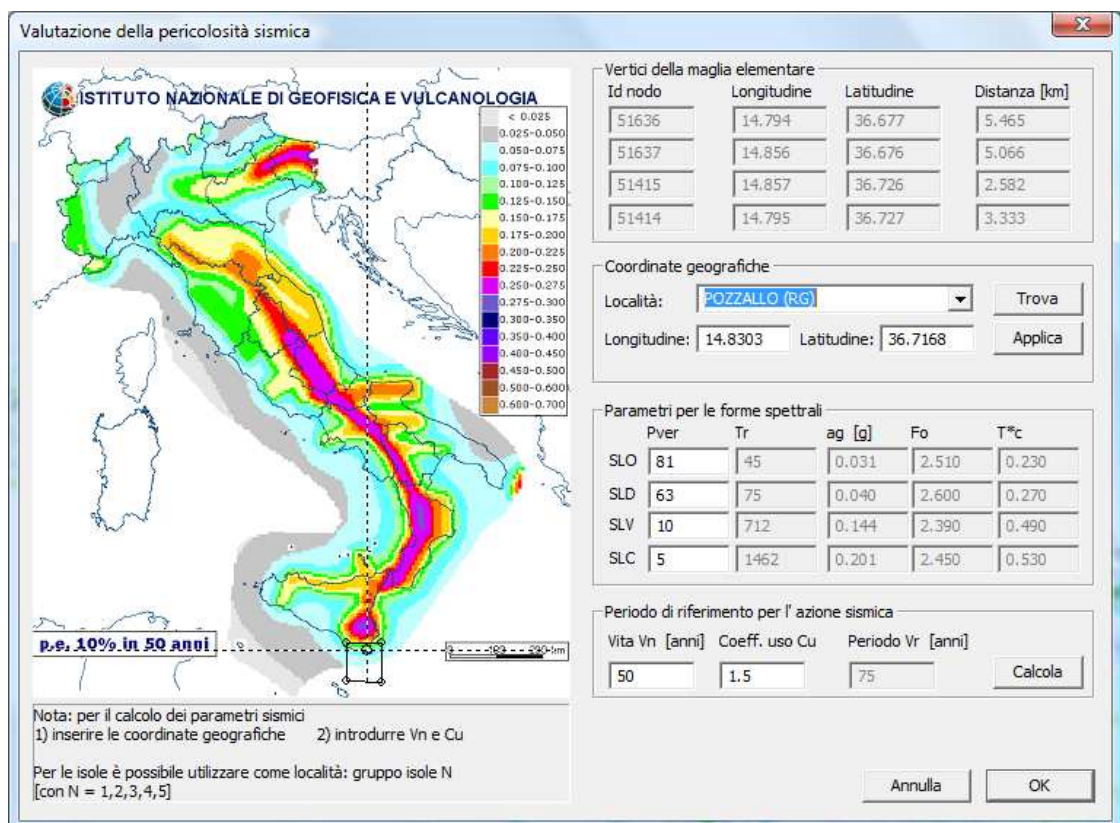 Valutazione della pericolosità sismica
ISTITUTO NAZIONALE DI GEOFISICA E VULCANOLOGIA
< 0.025
0.025-0.050
0.050-0.075
0.075-0.100
0.100-0.125
0.125-0.150
0.150-0.175
0.175-0.200
0.200-0.225
0.225-0.250
0.250-0.275
0.275-0.300
0.300-0.350
0.350-0.400
0.400-0.450
0.450-0.500
0.500-0.600
0.600-0.700
p.e. 10% in 50 anni
Nota: per il calcolo dei parametri sismici
1) inserire le coordinate geografiche 2) introdurre Vn e Cu
Per le isole è possibile utilizzare come località: gruppo isole N
[con N = 1,2,3,4,5]
Vertici della maglia elementare
Id nodo Longitudine Latitudine Distanza [km]
51636 14.794 36.677 5.465
51637 14.856 36.676 5.066
51415 14.857 36.726 2.582
51414 14.795 36.727 3.333
Coordinate geografiche
Località: POZZALLO (RG) Trova
Longitudine: 14.8303 Latitudine: 36.7168 Applica
Parametri per le forme spettrali
Pver Tr ag [g] Fo T*c
SLO 81 45 0.031 2.510 0.230
SLD 63 75 0.040 2.600 0.270
SLV 10 712 0.144 2.390 0.490
SLC 5 1462 0.201 2.450 0.530
Periodo di riferimento per l' azione sismica
Vita Vn [anni] Coeff. uso Cu Periodo Vr [anni]
50 1.5 75 Calcola
Annulla OK